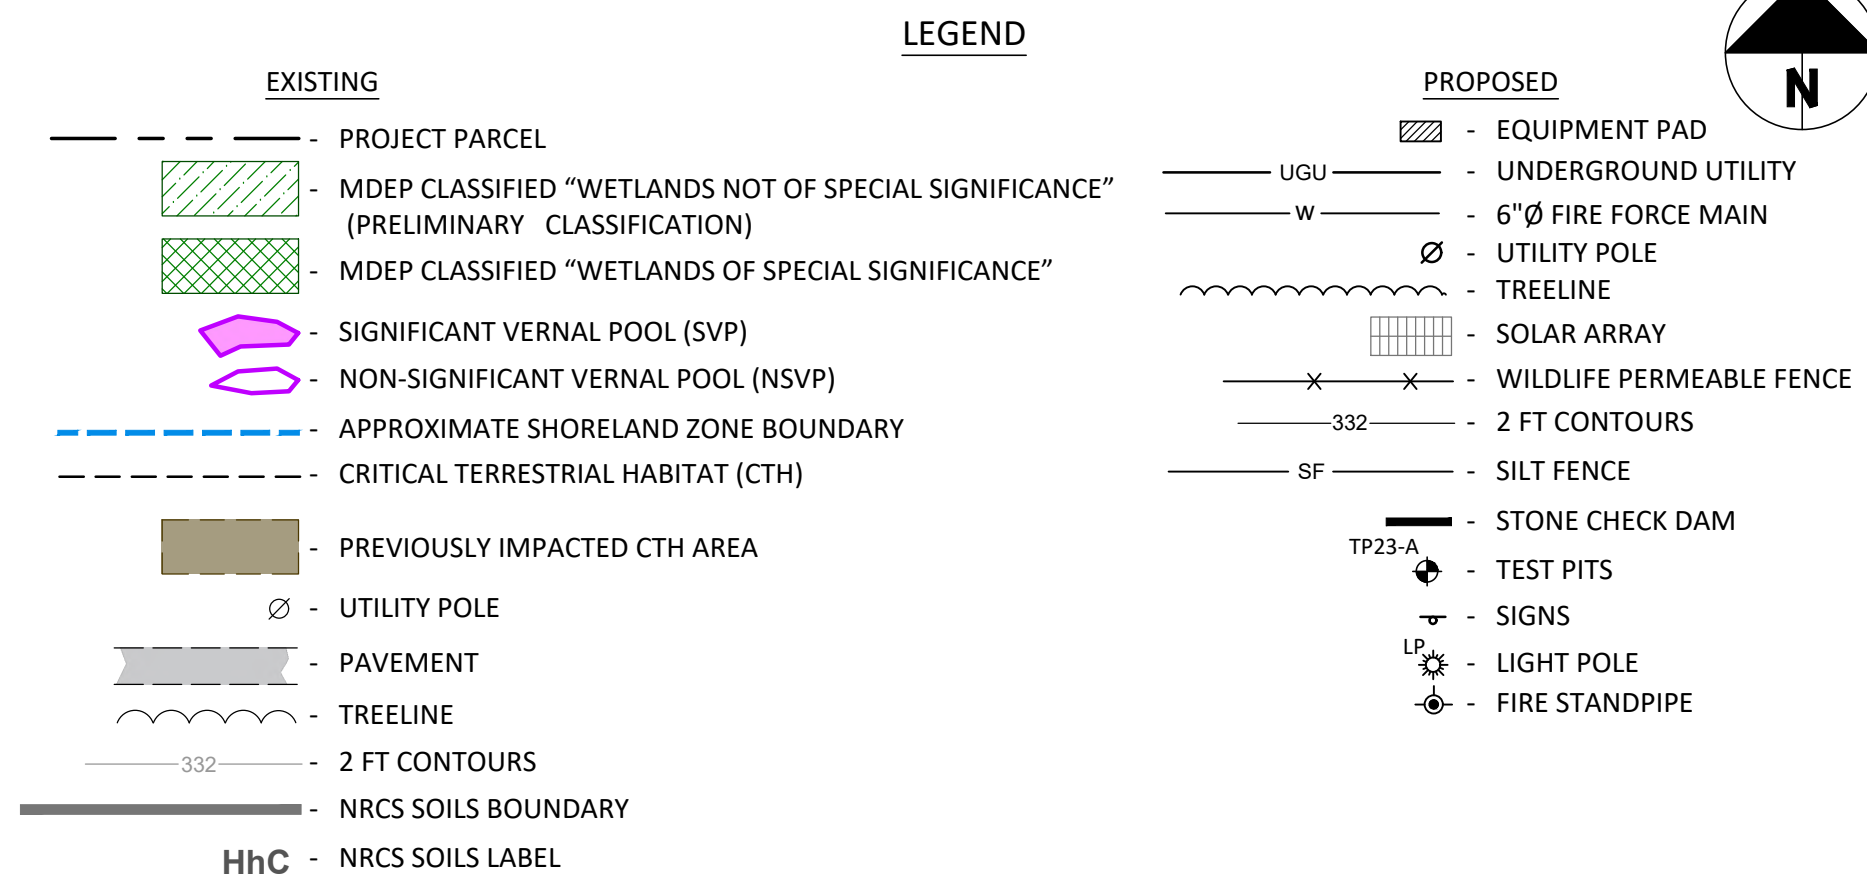 LEGEND
N
EXISTING
- PROJECT PARCEL
- MDEP CLASSIFIED “WETLANDS NOT OF SPECIAL SIGNIFICANCE”
(PRELIMINARY CLASSIFICATION)
- MDEP CLASSIFIED “WETLANDS OF SPECIAL SIGNIFICANCE”
- SIGNIFICANT VERNAL POOL (SVP)
- NON-SIGNIFICANT VERNAL POOL (NSVP)
- APPROXIMATE SHORELAND ZONE BOUNDARY
- CRITICAL TERRESTRIAL HABITAT (CTH)
- PREVIOUSLY IMPACTED CTH AREA
- UTILITY POLE
- PAVEMENT
- TREELINE
332 - 2 FT CONTOURS
- NRCS SOILS BOUNDARY
HhC - NRCS SOILS LABEL
PROPOSED
- EQUIPMENT PAD
UGU - UNDERGROUND UTILITY
W - 6"Ø FIRE FORCE MAIN
- UTILITY POLE
- TREELINE
- SOLAR ARRAY
- WILDLIFE PERMEABLE FENCE
332 - 2 FT CONTOURS
SF - SILT FENCE
- STONE CHECK DAM
TP23-A
- TEST PITS
- SIGNS
LP - LIGHT POLE
- FIRE STANDPIPE